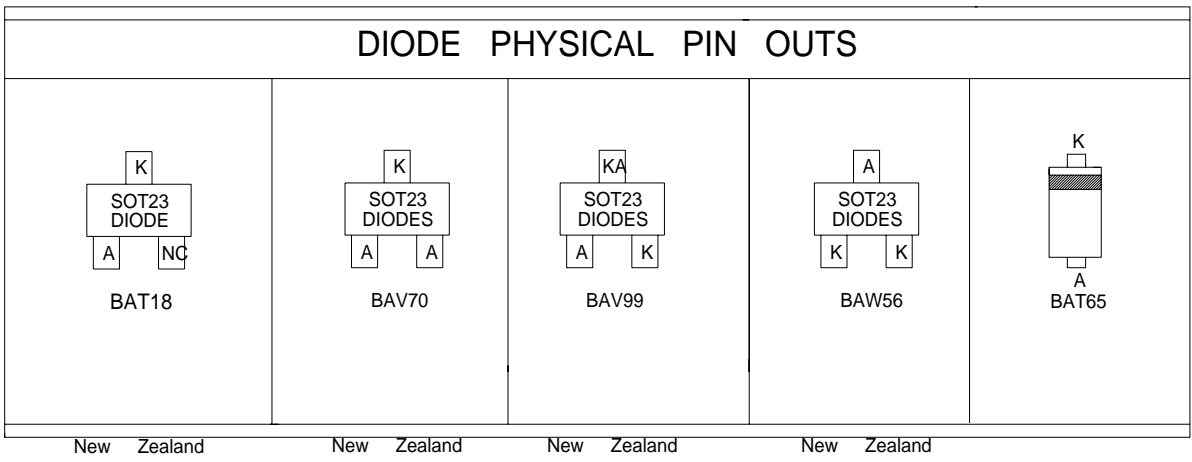 DIODE PHYSICAL PIN OUTS
K
SOT23
DIODE
A NC
BAT18
K
SOT23
DIODES
A A
BAV70
KA
SOT23
DIODES
A K
BAV99
A
SOT23
DIODES
K K
BAW56
K
A
BAT65
New Zealand
New Zealand
New Zealand
New Zealand